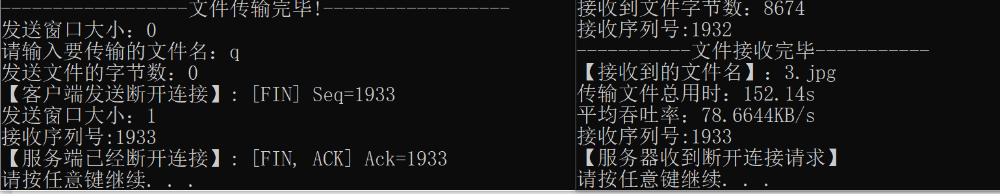 ------------------文件传输完毕!------------------
发送窗口大小：0
请输入要传输的文件名：q
发送文件的字节数：0
【客户端发送断开连接】: [FIN] Seq=1933
发送窗口大小：1
接收序列号:1933
【服务端已经断开连接】: [FIN, ACK] Ack=1933
请按任意键继续. . .
接收到文件字节数：8674
接收序列号:1932
-----------文件接收完毕-----------
【接收到的文件名】：3.jpg
传输文件总用时：152.14s
平均吞吐率：78.6644KB/s
接收序列号:1933
【服务器收到断开连接请求】
请按任意键继续. . .